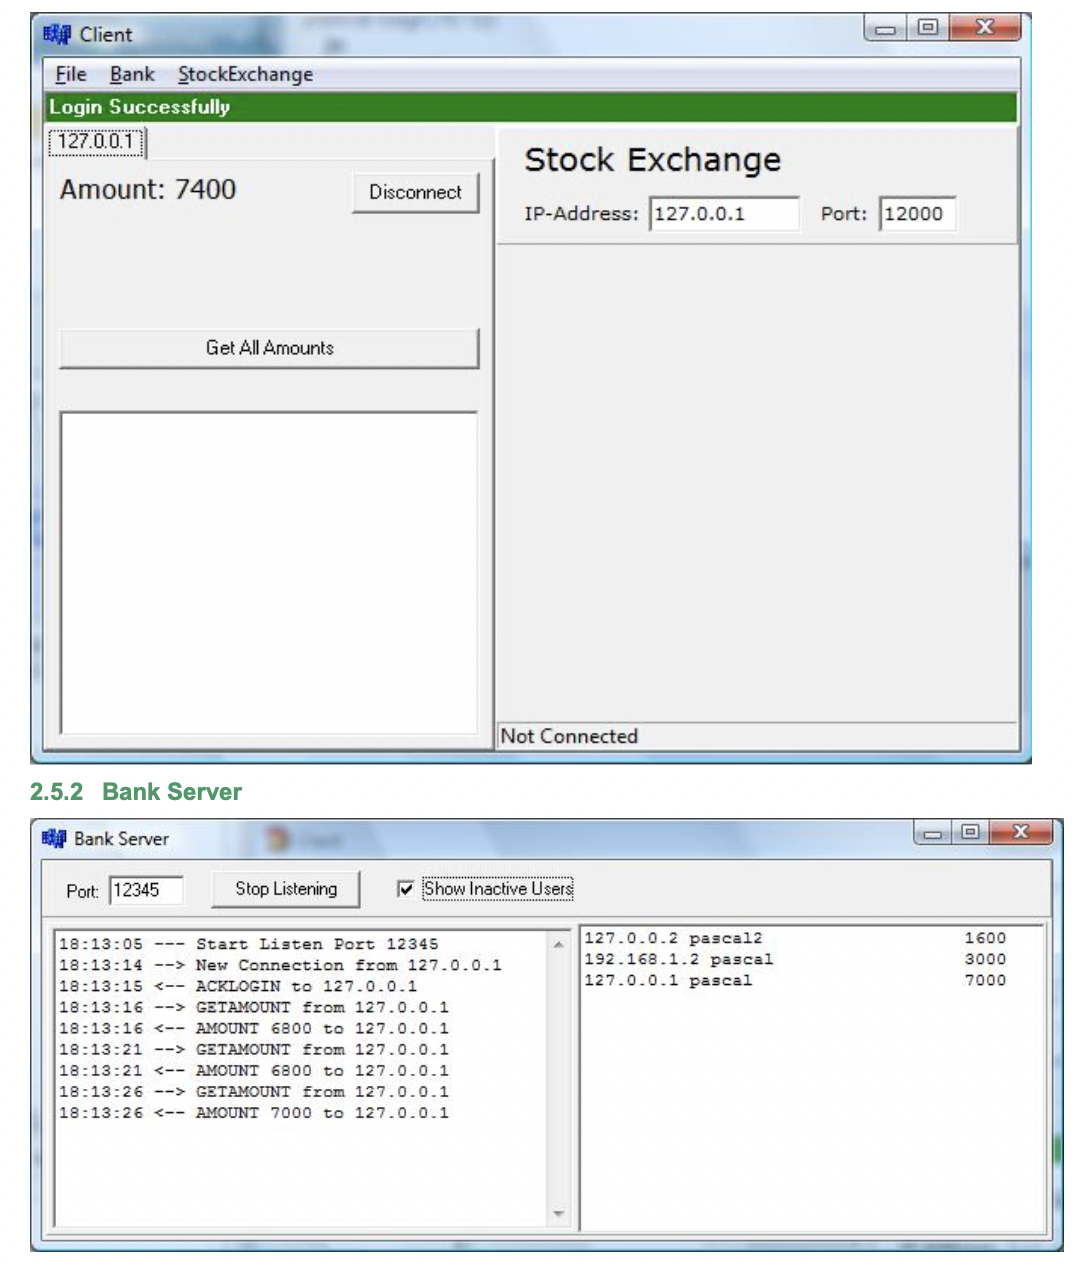 Client
File Bank StockExchange
Login Successfully
127.0.0.1
Amount: 7400
Disconnect
Get All Amounts
Stock Exchange
IP-Address: 127.0.0.1 Port: 12000
Not Connected
2.5.2 Bank Server
Bank Server
Port: 12345 Stop Listening Show Inactive Users
18:13:05 --- Start Listen Port 12345
18:13:14 --> New Connection from 127.0.0.1
18:13:15 <-- ACKLOGIN to 127.0.0.1
18:13:16 --> GETAMOUNT from 127.0.0.1
18:13:16 <-- AMOUNT 6800 to 127.0.0.1
18:13:21 --> GETAMOUNT from 127.0.0.1
18:13:21 <-- AMOUNT 6800 to 127.0.0.1
18:13:26 --> GETAMOUNT from 127.0.0.1
18:13:26 <-- AMOUNT 7000 to 127.0.0.1
127.0.0.2 pascal2 1600
192.168.1.2 pascal 3000
127.0.0.1 pascal 7000